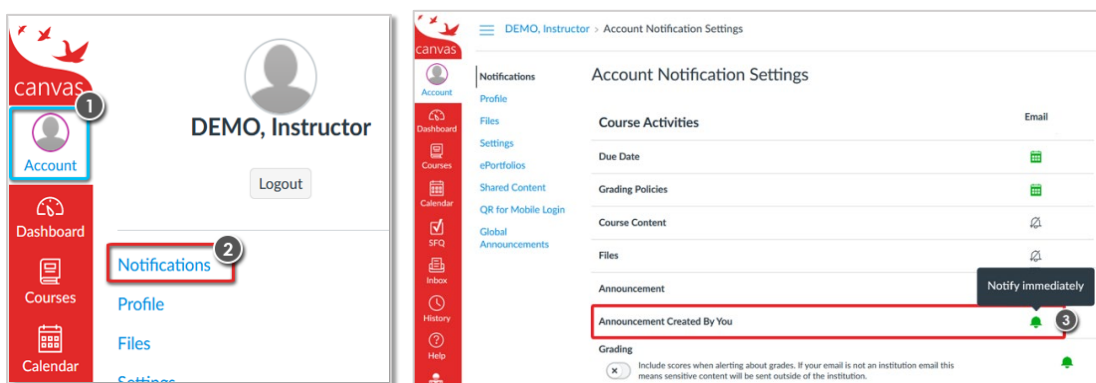 canvas
1
Account
Dashboard
Courses
Calendar
DEMO, Instructor
Logout
2
Notifications
Profile
Files
Settings
canvas
Account
Dashboard
Courses
Calendar
SFQ
Inbox
History
Help
DEMO, Instructor > Account Notification Settings
Notifications
Profile
Files
Settings
ePortfolios
Shared Content
QR for Mobile Login
Global
Announcements
Account Notification Settings
Course Activities Email
Due Date
Grading Policies
Course Content
Files
Announcement
Notify immediately
Announcement Created By You 3
Grading
Include scores when alerting about grades. If your email is not an institution email this
means sensitive content will be sent outside of the institution.